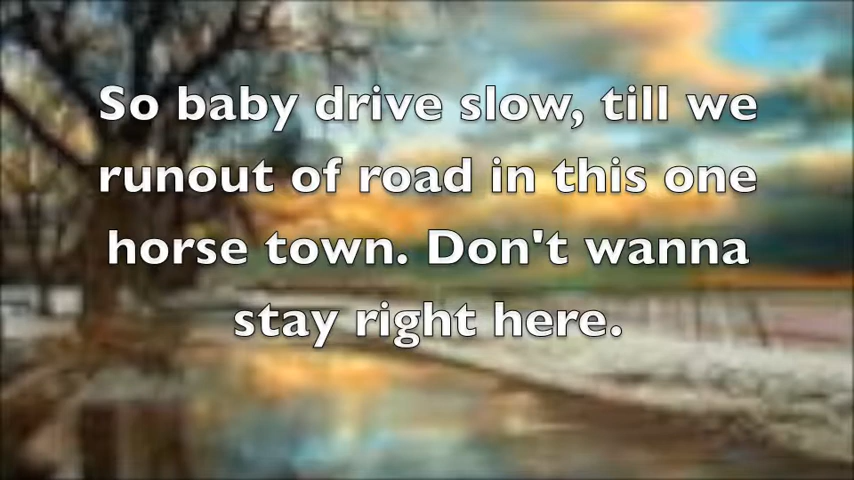 So baby drive slow, till we
runout of road in this one
horse town. Don't wanna
stay right here.